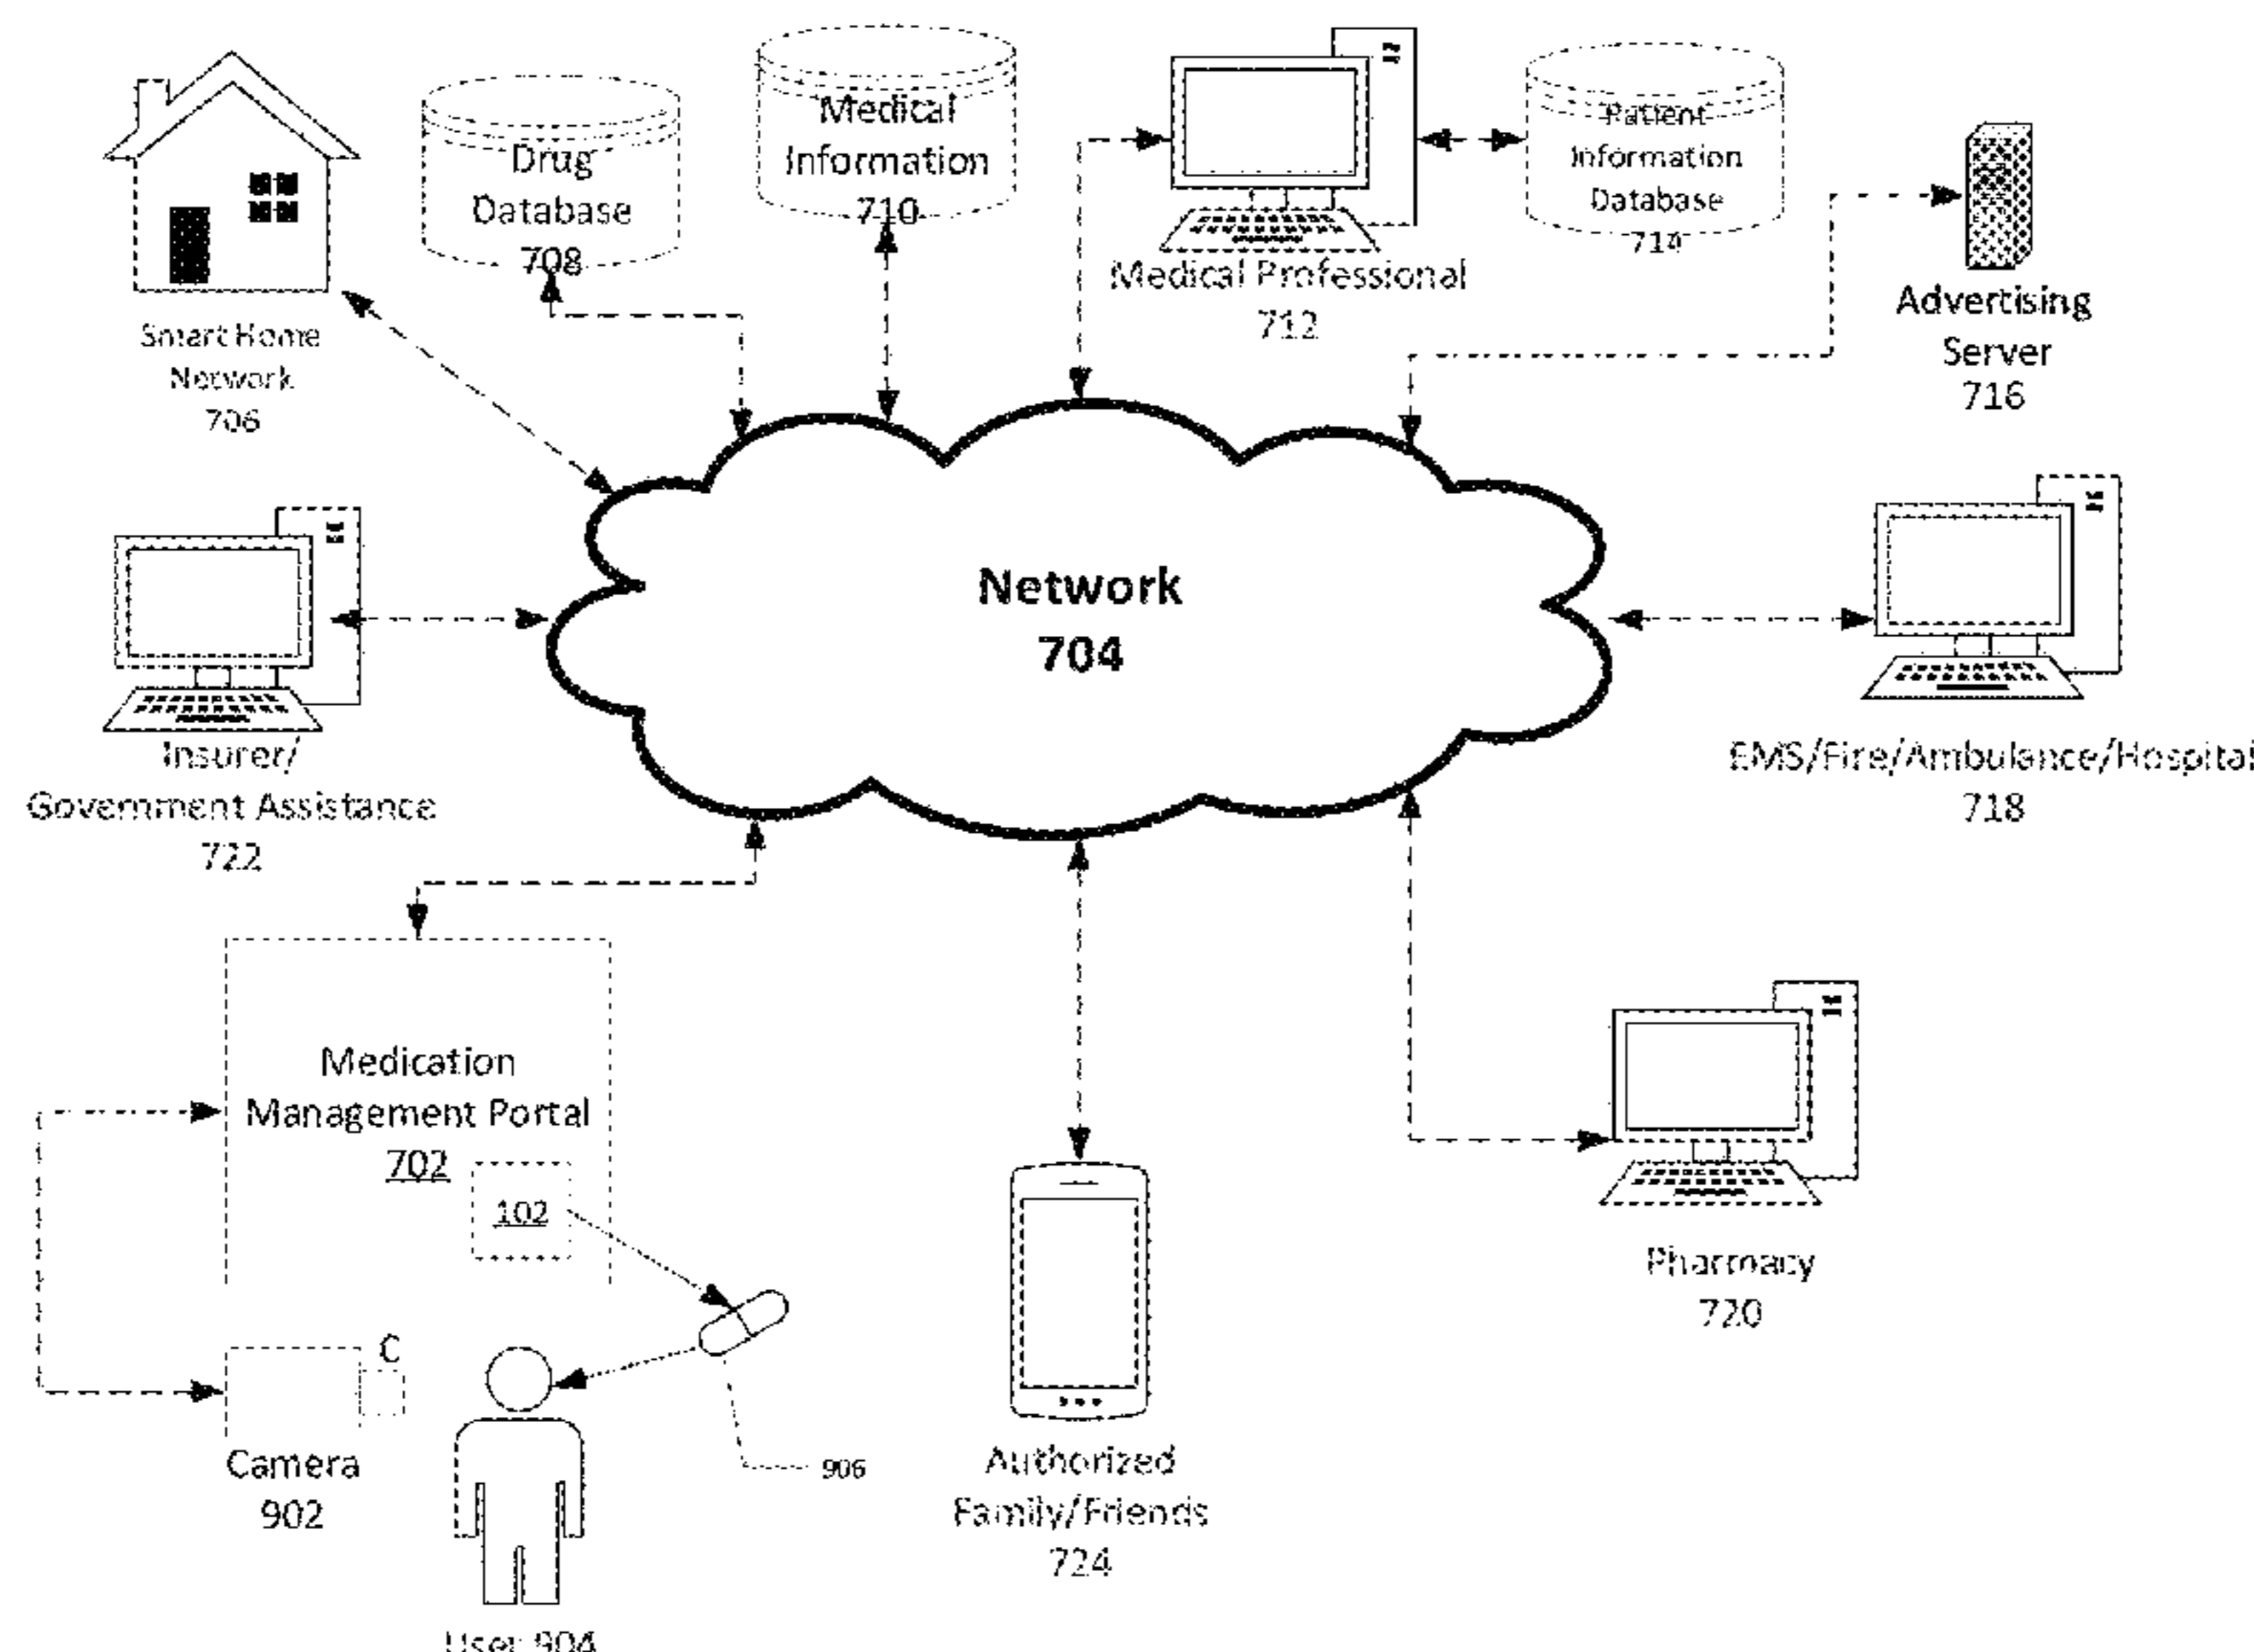 Medical
Information
710
Drug
Database
708
Patient
Information
Database
714
Medical Professional
712
Advertising
Server
716
Smart Home
Network
706
Network
704
Insurer/
Government Assistance
722
EMS/Fire/Ambulance/Hospital
718
Medication
Management Portal
702
102
Pharmacy
720
C
Camera
902
906
Authorized
Family/Friends
724
User 904